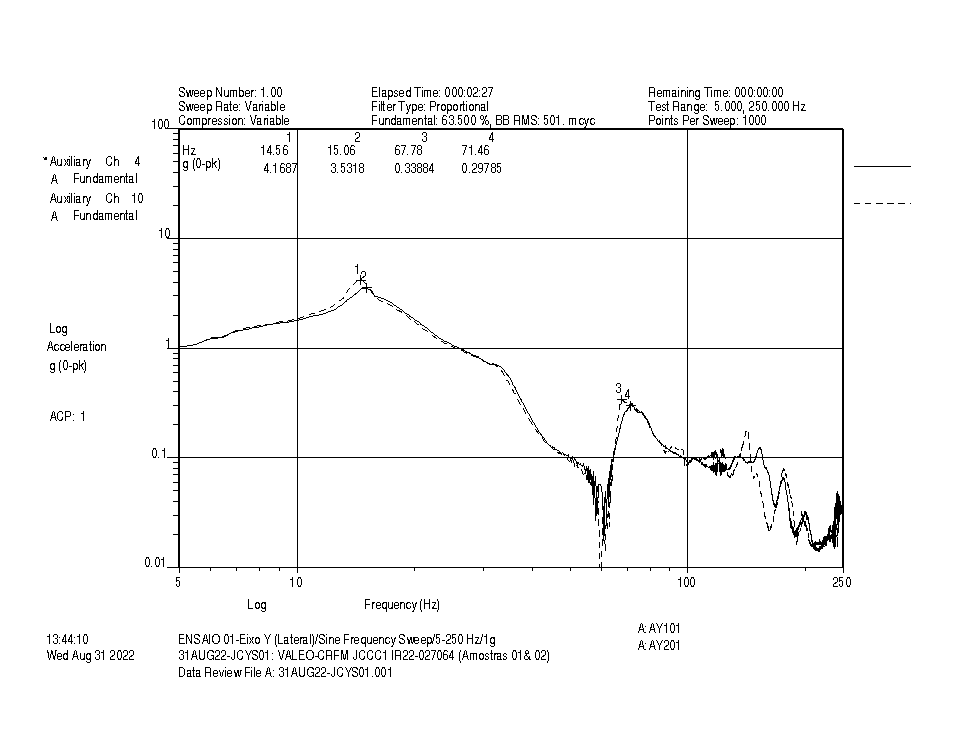 Sweep Number: 1.00 Elapsed Time: 000:02:27 Remaining Time: 000:00:00
Sweep Rate: Variable Filter Type: Proportional Test Range: 5.000, 250.000 Hz
Compression: Variable Fundamental: 63.500 %, BB RMS: 501. mcyc Points Per Sweep: 1000
100
1 2 3 4
Hz 14.56 15.06 67.78 71.46
g (0-pk) 4.1687 3.5318 0.33884 0.29785
*Auxiliary Ch 4
A Fundamental
Auxiliary Ch 10
A Fundamental
10
1 2
Log
1
Acceleration
g (0-pk)
3 4
ACP: 1
0.1
0.01
5 10 100 250
Log Frequency (Hz)
A: AY101
13:44:10 ENSAIO 01-Eixo Y (Lateral)/Sine Frequency Sweep/5-250 Hz/1g
A: AY201
Wed Aug 31 2022 31AUG22-JCYS01: VALEO-CRFM JCCC1 IR22-027064 (Amostras 01& 02)
Data Review File A: 31AUG22-JCYS01.001